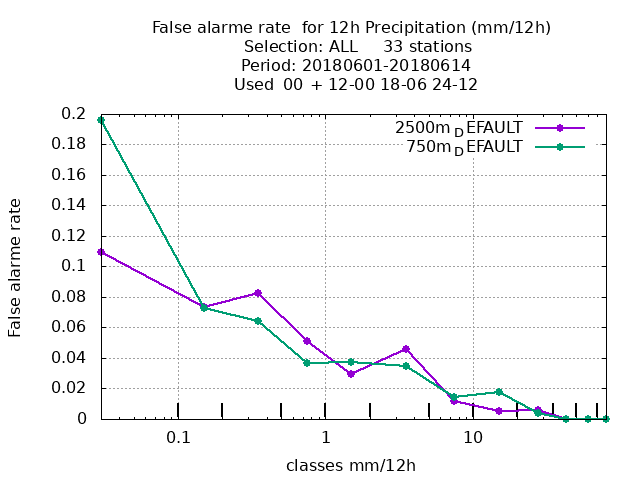 False alarme rate  for 12h Precipitation (mm/12h)
Selection: ALL     33 stations
Period: 20180601-20180614
Used  00  + 12-00 18-06 24-12
2500m_DEFAULT
750m_DEFAULT
False alarme rate
0.2
0.18
0.16
0.14
0.12
0.1
0.08
0.06
0.04
0.02
0
0.1 1 10
classes mm/12h